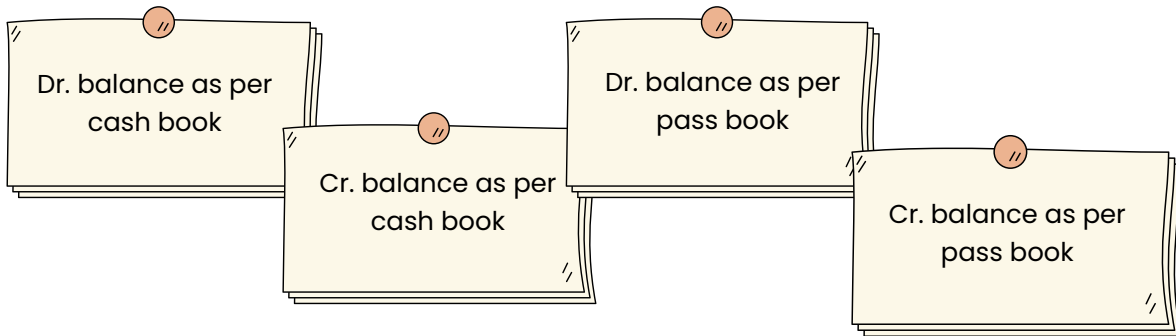 Dr. balance as per
cash book
Cr. balance as per
cash book
Dr. balance as per
pass book
Cr. balance as per
pass book